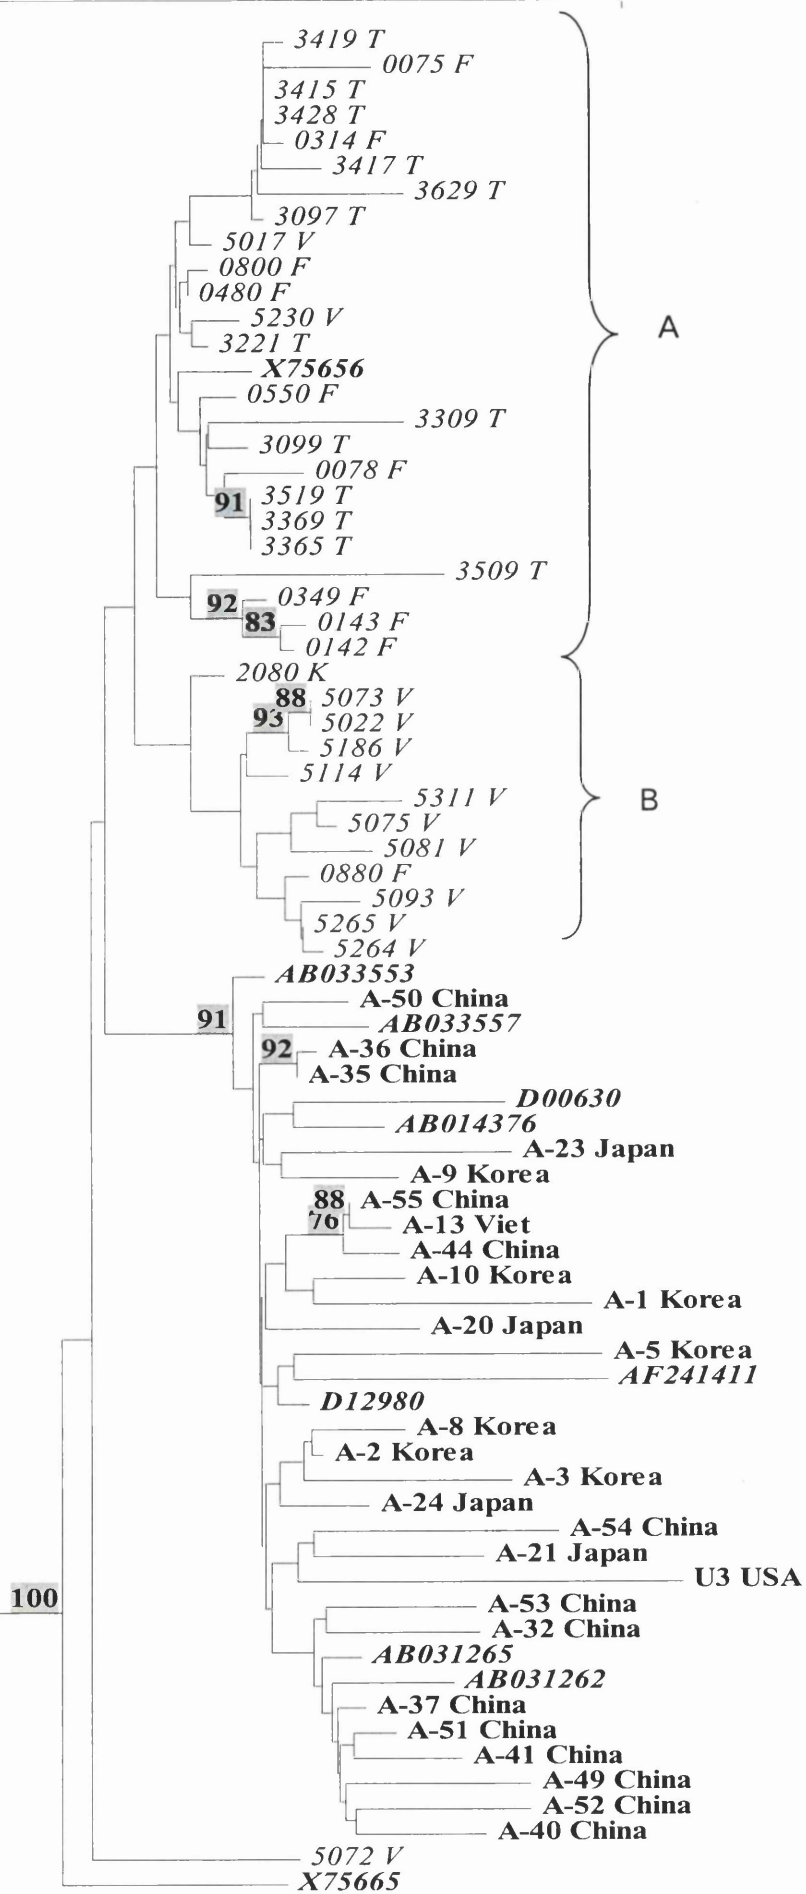 3419 T
0075 F
3415 T
3428 T
0314 F
3417 T
3629 T
3097 T
5017 V
0800 F
0480 F
5230 V
3221 T
A
X75656
0550 F
3309 T
3099 T
0078 F
91
3519 T
3369 T
3365 T
3509 T
92
0349 F
83
0143 F
0142 F
2080 K
88
5073 V
93
5022 V
5186 V
5114 V
5311 V
B
5075 V
5081 V
0880 F
5093 V
5265 V
5264 V
AB033553
A-50 China
91
AB033557
92
A-36 China
A-35 China
D00630
AB014376
A-23 Japan
A-9 Korea
88
A-55 China
76
A-13 Viet
A-44 China
A-10 Korea
A-1 Korea
A-20 Japan
A-5 Korea
AF241411
D12980
A-8 Korea
A-2 Korea
A-3 Korea
A-24 Japan
A-54 China
A-21 Japan
U3 USA
100
A-53 China
A-32 China
AB031265
AB031262
A-37 China
A-51 China
A-41 China
A-49 China
A-52 China
A-40 China
5072 V
X75665